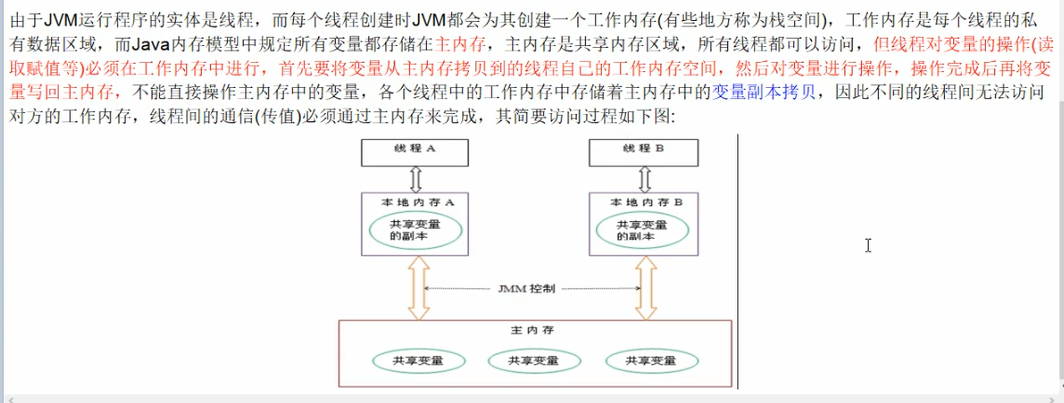 由于JVM运行程序的实体是线程，而每个线程创建时JVM都会为其创建一个工作内存(有些地方称为栈空间)，工作内存是每个线程的私
有数据区域，而Java内存模型中规定所有变量都存储在主内存，主内存是共享内存区域，所有线程都可以访问，但线程对变量的操作(读
取赋值等)必须在工作内存中进行，首先要将变量从主内存拷贝到的线程自己的工作内存空间，然后对变量进行操作，操作完成后再将变
量写回主内存，不能直接操作主内存中的变量，各个线程中的工作内存中存储着主内存中的变量副本拷贝，因此不同的线程间无法访问
对方的工作内存，线程间的通信(传值)必须通过主内存来完成，其简要访问过程如下图:
线程A
线程B
本地内存A
本地内存B
共享变量
的副本
共享变量
的副本
JMM控制
主内存
共享变量
共享变量
共享变量